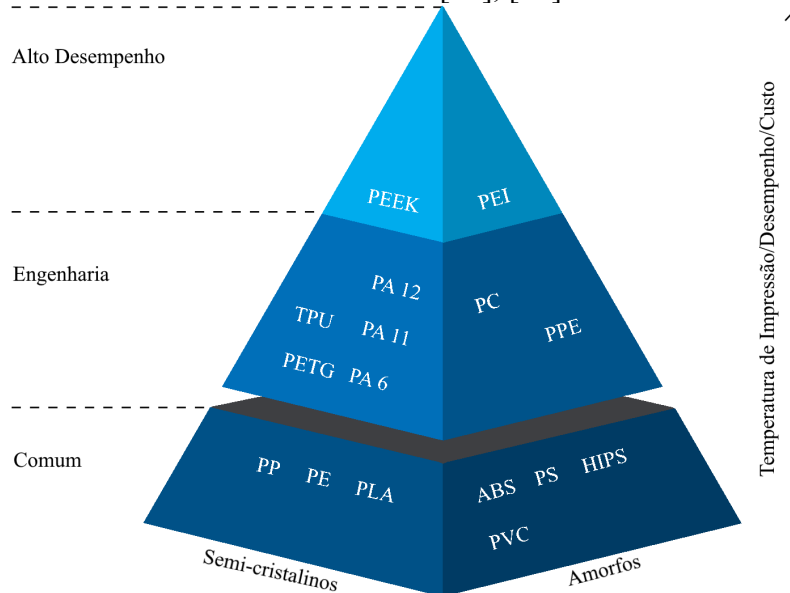 Alto Desempenho
PEEK
PEI
Engenharia
PA 12
PC
TPU
PA 11
PPE
PETG
PA 6
Comum
PP
PE
PLA
ABS
PS
HIPS
PVC
Semi-cristalinos
Amorfos
Temperatura de Impressão/Desempenho/Custo